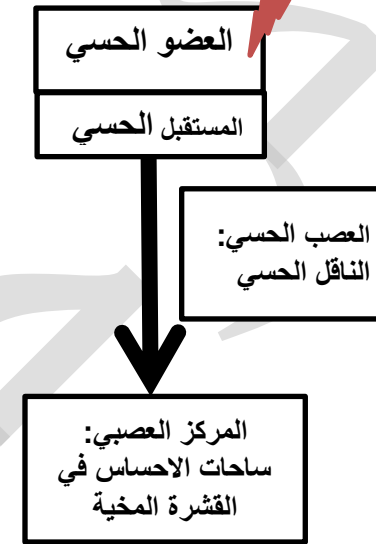 العضو الحسي
المستقبل الحسي
العصب الحسي:
الناقل الحسي
المركز العصبي:
ساحات الاحساس في
القشرة المخية